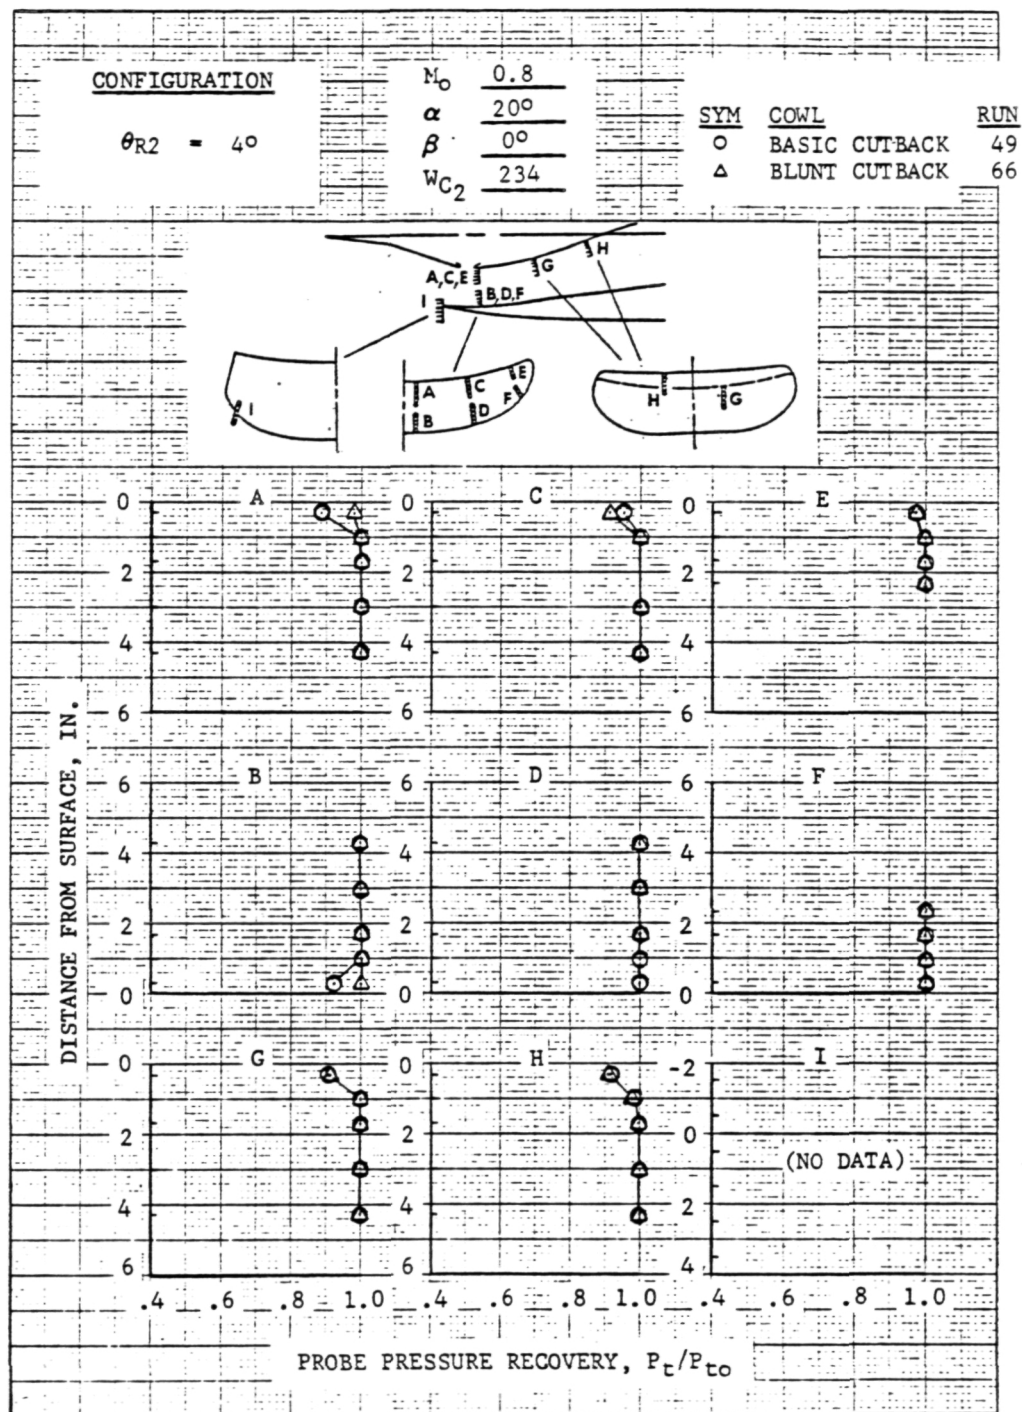 CONFIGURATION
θR2 = 4°
Mo 0.8
α 20°
β 0°
WC2 234
SYM COWL RUN
○ BASIC CUTBACK 49
△ BLUNT CUTBACK 66
A,C,E
G
H
I
B,D,F
I
A
B
C
D
E
F
H
G
DISTANCE FROM SURFACE, IN.
A
0
2
4
6
C
0
2
4
6
E
0
2
4
6
B
6
4
2
0
D
6
4
2
0
F
6
4
2
0
G
0
2
4
6
H
0
2
4
6
I
-2
0
2
4
(NO DATA)
.4 .6 .8 1.0 .4 .6 .8 1.0 .4 .6 .8 1.0
PROBE PRESSURE RECOVERY, Pt/Pto